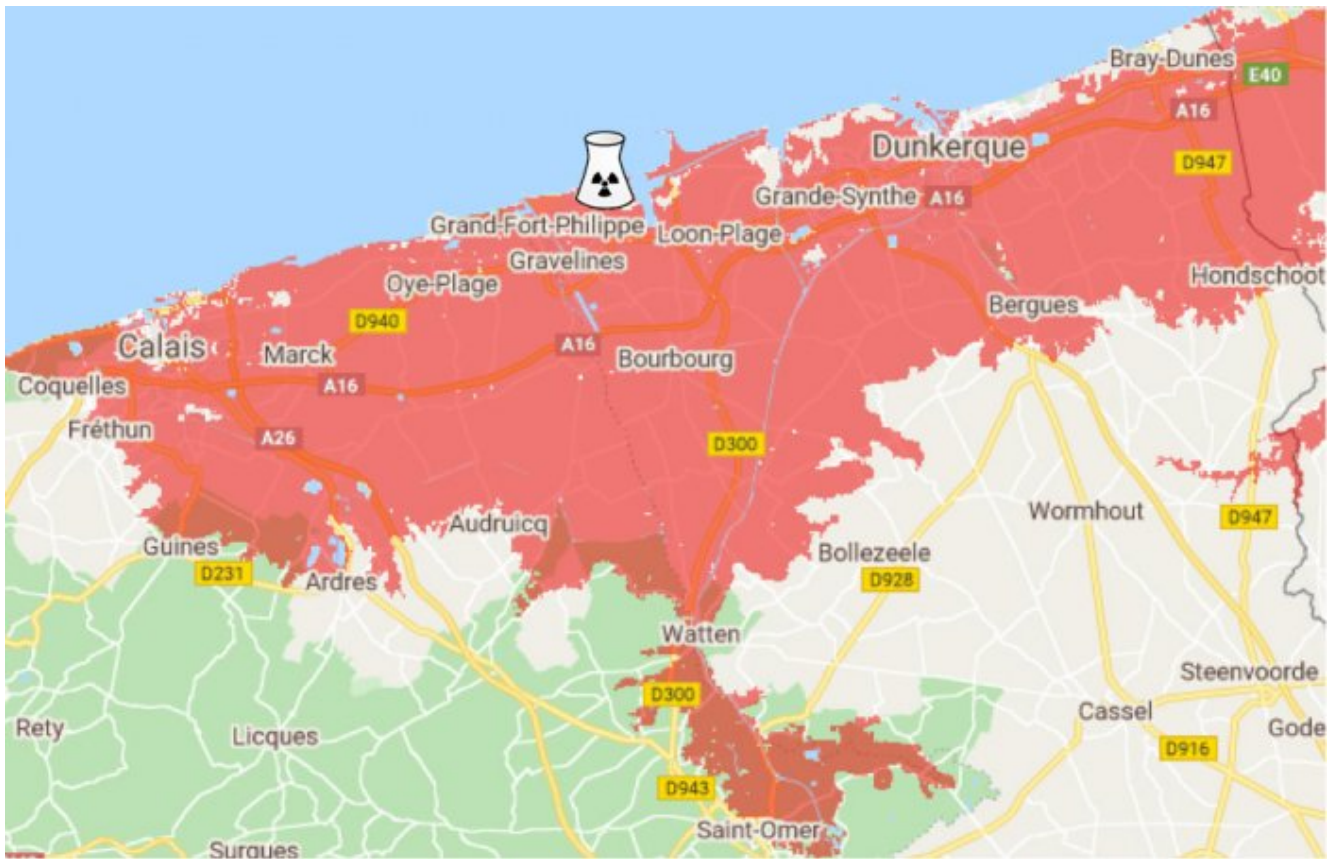 Bray-Dunes
E40
A16
Dunkerque
D947
Grande-Synthe
A16
Grand-Fort-Philippe
Loon-Plage
Gravelines
Hondschoot
Oye-Plage
Bergues
D940
Calais
A16
Marck
Bourbourg
Coquelles
A16
Fréthun
A26
D300
Wormhout
D947
Audruicq
Guines
Bollezeele
D231
Ardres
D928
Watten
Steenvoorde
D300
Cassel
Rety
Licques
Gode
D916
D943
Saint-Omer
Surques